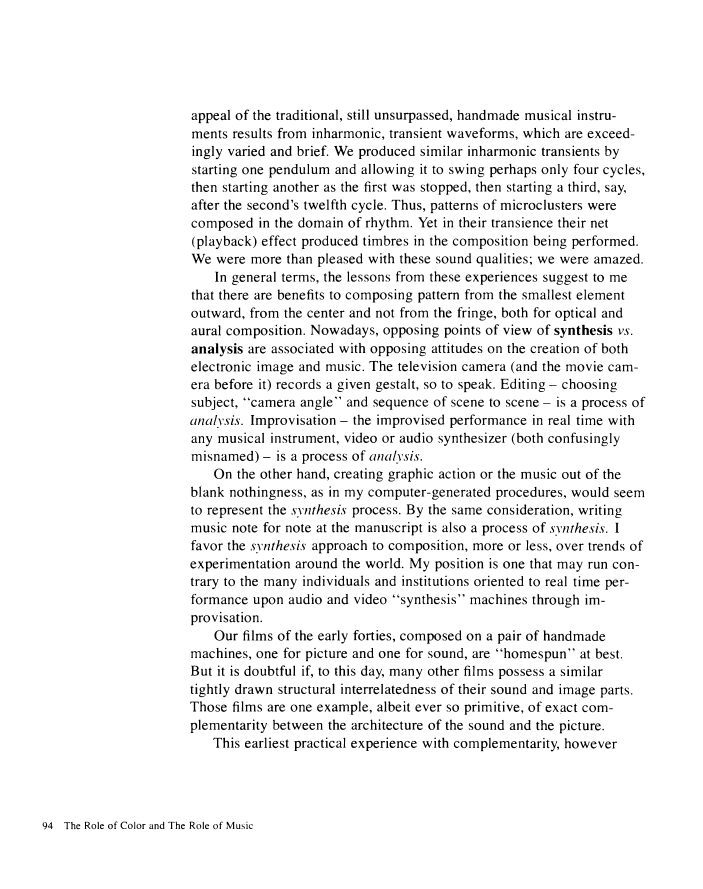 appeal of the traditional, still unsurpassed, handmade musical instru-
ments results from inharmonic, transient waveforms, which are exceed-
ingly varied and brief. We produced similar inharmonic transients by
starting one pendulum and allowing it to swing perhaps only four cycles,
then starting another as the first was stopped, then starting a third, say,
after the second's twelfth cycle. Thus, patterns of microclusters were
composed in the domain of rhythm. Yet in their transience their net
(playback) effect produced timbres in the composition being performed.
We were more than pleased with these sound qualities; we were amazed.
In general terms, the lessons from these experiences suggest to me
that there are benefits to composing pattern from the smallest element
outward, from the center and not from the fringe, both for optical and
aural composition. Nowadays, opposing points of view of synthesis vs.
analysis are associated with opposing attitudes on the creation of both
electronic image and music. The television camera (and the movie cam-
era before it) records a given gestalt, so to speak. Editing – choosing
subject, ‘‘camera angle’’ and sequence of scene to scene – is a process of
analysis. Improvisation – the improvised performance in real time with
any musical instrument, video or audio synthesizer (both confusingly
misnamed) – is a process of analysis.
On the other hand, creating graphic action or the music out of the
blank nothingness, as in my computer-generated procedures, would seem
to represent the synthesis process. By the same consideration, writing
music note for note at the manuscript is also a process of synthesis. I
favor the synthesis approach to composition, more or less, over trends of
experimentation around the world. My position is one that may run con-
trary to the many individuals and institutions oriented to real time per-
formance upon audio and video ‘‘synthesis’’ machines through im-
provisation.
Our films of the early forties, composed on a pair of handmade
machines, one for picture and one for sound, are ‘‘homespun’’ at best.
But it is doubtful if, to this day, many other films possess a similar
tightly drawn structural interrelatedness of their sound and image parts.
Those films are one example, albeit ever so primitive, of exact com-
plementarity between the architecture of the sound and the picture.
This earliest practical experience with complementarity, however
94 The Role of Color and The Role of Music